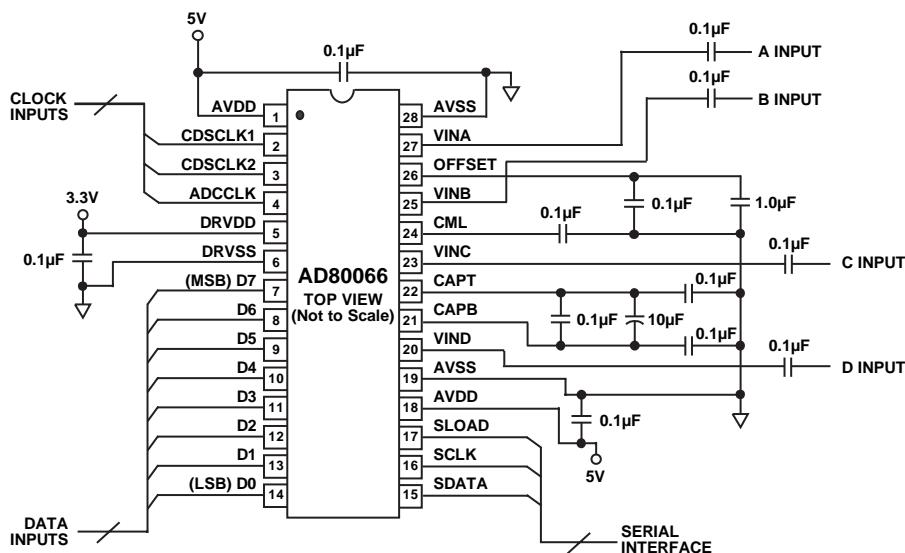 5V
0.1µF
0.1µF
A INPUT
0.1µF
B INPUT
CLOCK
INPUTS
AVDD
1
28
AVSS
CDSCLK1
2
27
VINA
CDSCLK2
3
26
OFFSET
ADCCLK
4
25
VINB
3.3V
0.1µF
1.0µF
DRVDD
5
24
CML
0.1µF
0.1µF
DRVSS
6
23
VINC
0.1µF
C INPUT
AD80066
TOP VIEW
(Not to Scale)
(MSB) D7
7
22
CAPT
0.1µF
D6
8
21
CAPB
0.1µF
10µF
0.1µF
D5
9
20
VIND
0.1µF
D INPUT
D4
10
19
AVSS
D3
11
18
AVDD
0.1µF
5V
D2
12
17
SLOAD
D1
13
16
SCLK
(LSB) D0
14
15
SDATA
DATA
INPUTS
SERIAL
INTERFACE